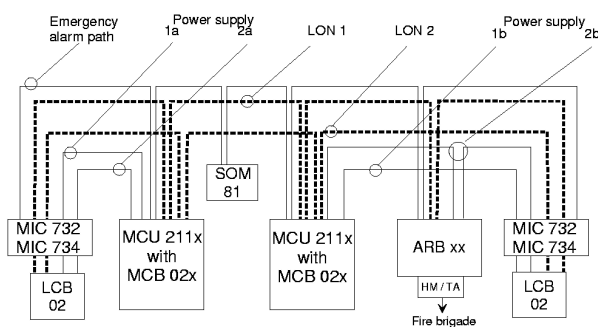 Emergency
alarm path
Power supply
1a
2a
LON 1
LON 2
Power supply
1b
2b
SOM
81
MIC 732
MIC 734
MCU 211x
with
MCB 02x
MCU 211x
with
MCB 02x
ARB xx
MIC 732
MIC 734
LCB
02
HM / TA
LCB
02
Fire brigade